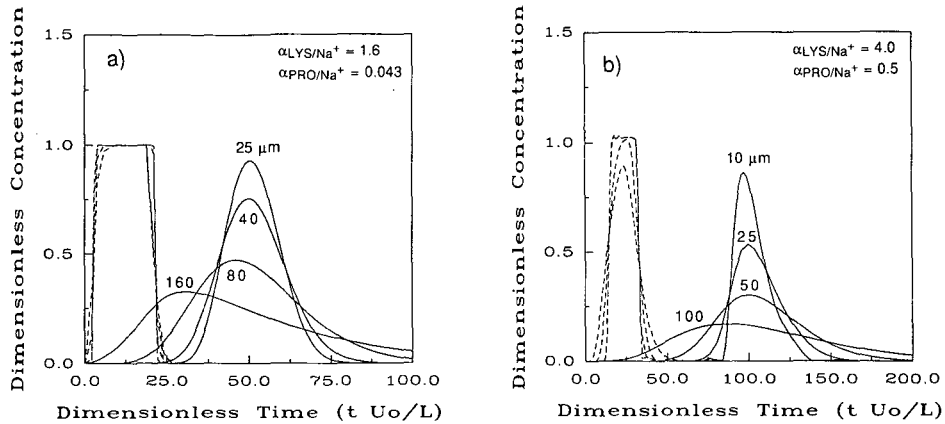 a)
αLYS/Na+ = 1.6
αPRO/Na+ = 0.043
Dimensionless Concentration
1.5
1.0
0.5
0.0
25 μm
40
80
160
0.0 25.0 50.0 75.0 100.0
Dimensionless Time (t Uo/L)
b)
αLYS/Na+ = 4.0
αPRO/Na+ = 0.5
Dimensionless Concentration
1.5
1.0
0.5
0.0
10 μm
25
50
100
0.0 50.0 100.0 150.0 200.0
Dimensionless Time (t Uo/L)